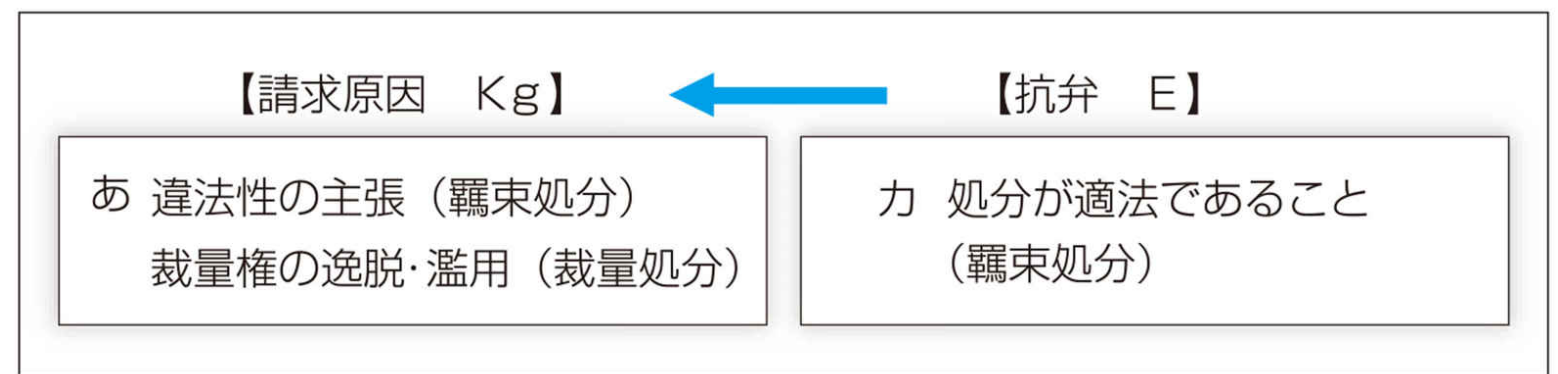 【請求原因　Kg】
【抗弁　E】
あ 違法性の主張（羈束処分）
裁量権の逸脱・濫用（裁量処分）
カ 処分が適法であること
（羈束処分）